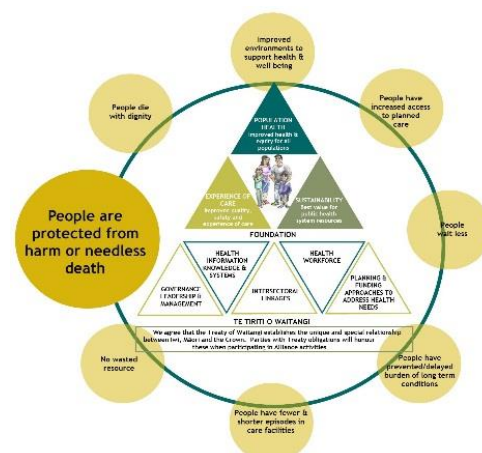 Improved
environments to
support health &
well being
People die
with dignity
People have
increased access
to planned
care
POPULATION
HEALTH
Improved health &
equity for all
populations
EXPERIENCE OF
CARE
Improved quality,
safety and
experience of care
SUSTAINABILITY
Best value for
public health
system resources
People are
protected from
harm or needless
death
People
wait less
FOUNDATION
HEALTH
INFORMATION
KNOWLEDGE &
SYSTEMS
HEALTH
WORKFORCE
GOVERNANCE
LEADERSHIP &
MANAGEMENT
INTERSECTORAL
LINKAGES
PLANNING &
FUNDING
APPROACHES TO
ADDRESS HEALTH
NEEDS
TE TIRITI O WAITANGI
We agree that the Treaty of Waitangi establishes the unique and special relationship
between Iwi, Māori and the Crown. Parties with Treaty obligations will honour
these when participating in Alliance activities
No wasted
resource
People have
prevented/delayed
burden of long term
conditions
People have fewer &
shorter episodes in
care facilities